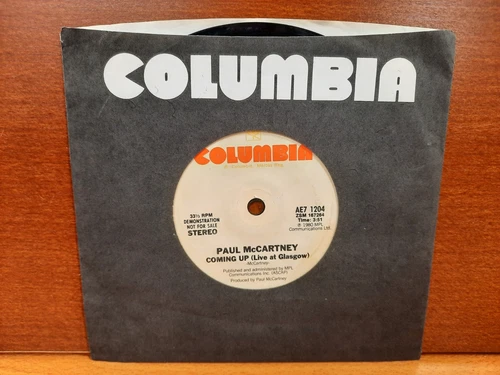 COLUMBIA
COLUMBIA
33⅓ RPM
DEMONSTRATION
NOT FOR SALE
STEREO
AE7 1204
ZSM 167264
Time: 3:51
℗ 1980 MPL
Communications Ltd.
PAUL McCARTNEY
COMING UP (Live at Glasgow)
-McCartney-
Published and administered by MPL
Communications Inc. (ASCAP)
Produced by Paul McCartney